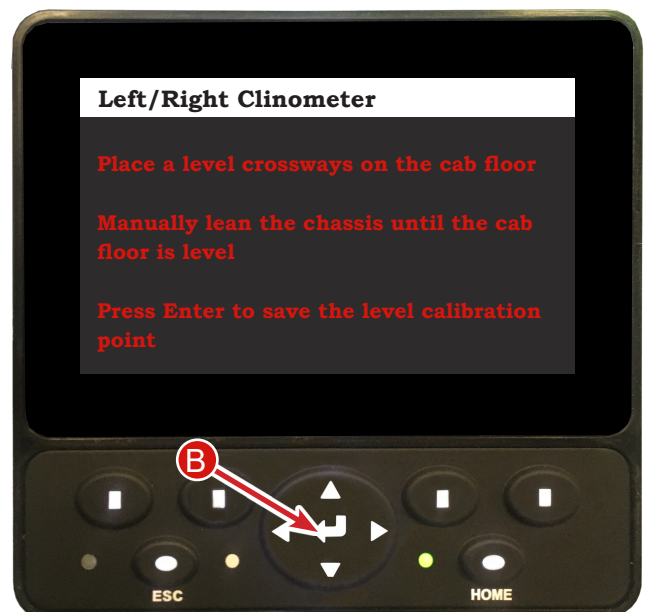 Left/Right Clinometer
Place a level crossways on the cab floor
Manually lean the chassis until the cab
floor is level
Press Enter to save the level calibration
point
B
ESC
HOME